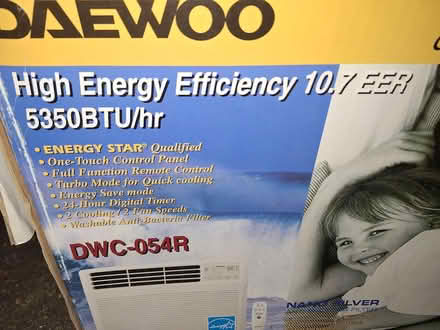 DAEWOO
High Energy Efficiency 10.7 EER
5350BTU/hr
• ENERGY STAR® Qualified
• One-Touch Control Panel
• Full Function Remote Control
• Turbo Mode for Quick cooling
• Energy Save mode
• 24-Hour Digital Timer
• 2 Cooling / 2 Fan Speeds
• Washable Anti-Bacteria Filter
DWC-054R
NANO SILVER